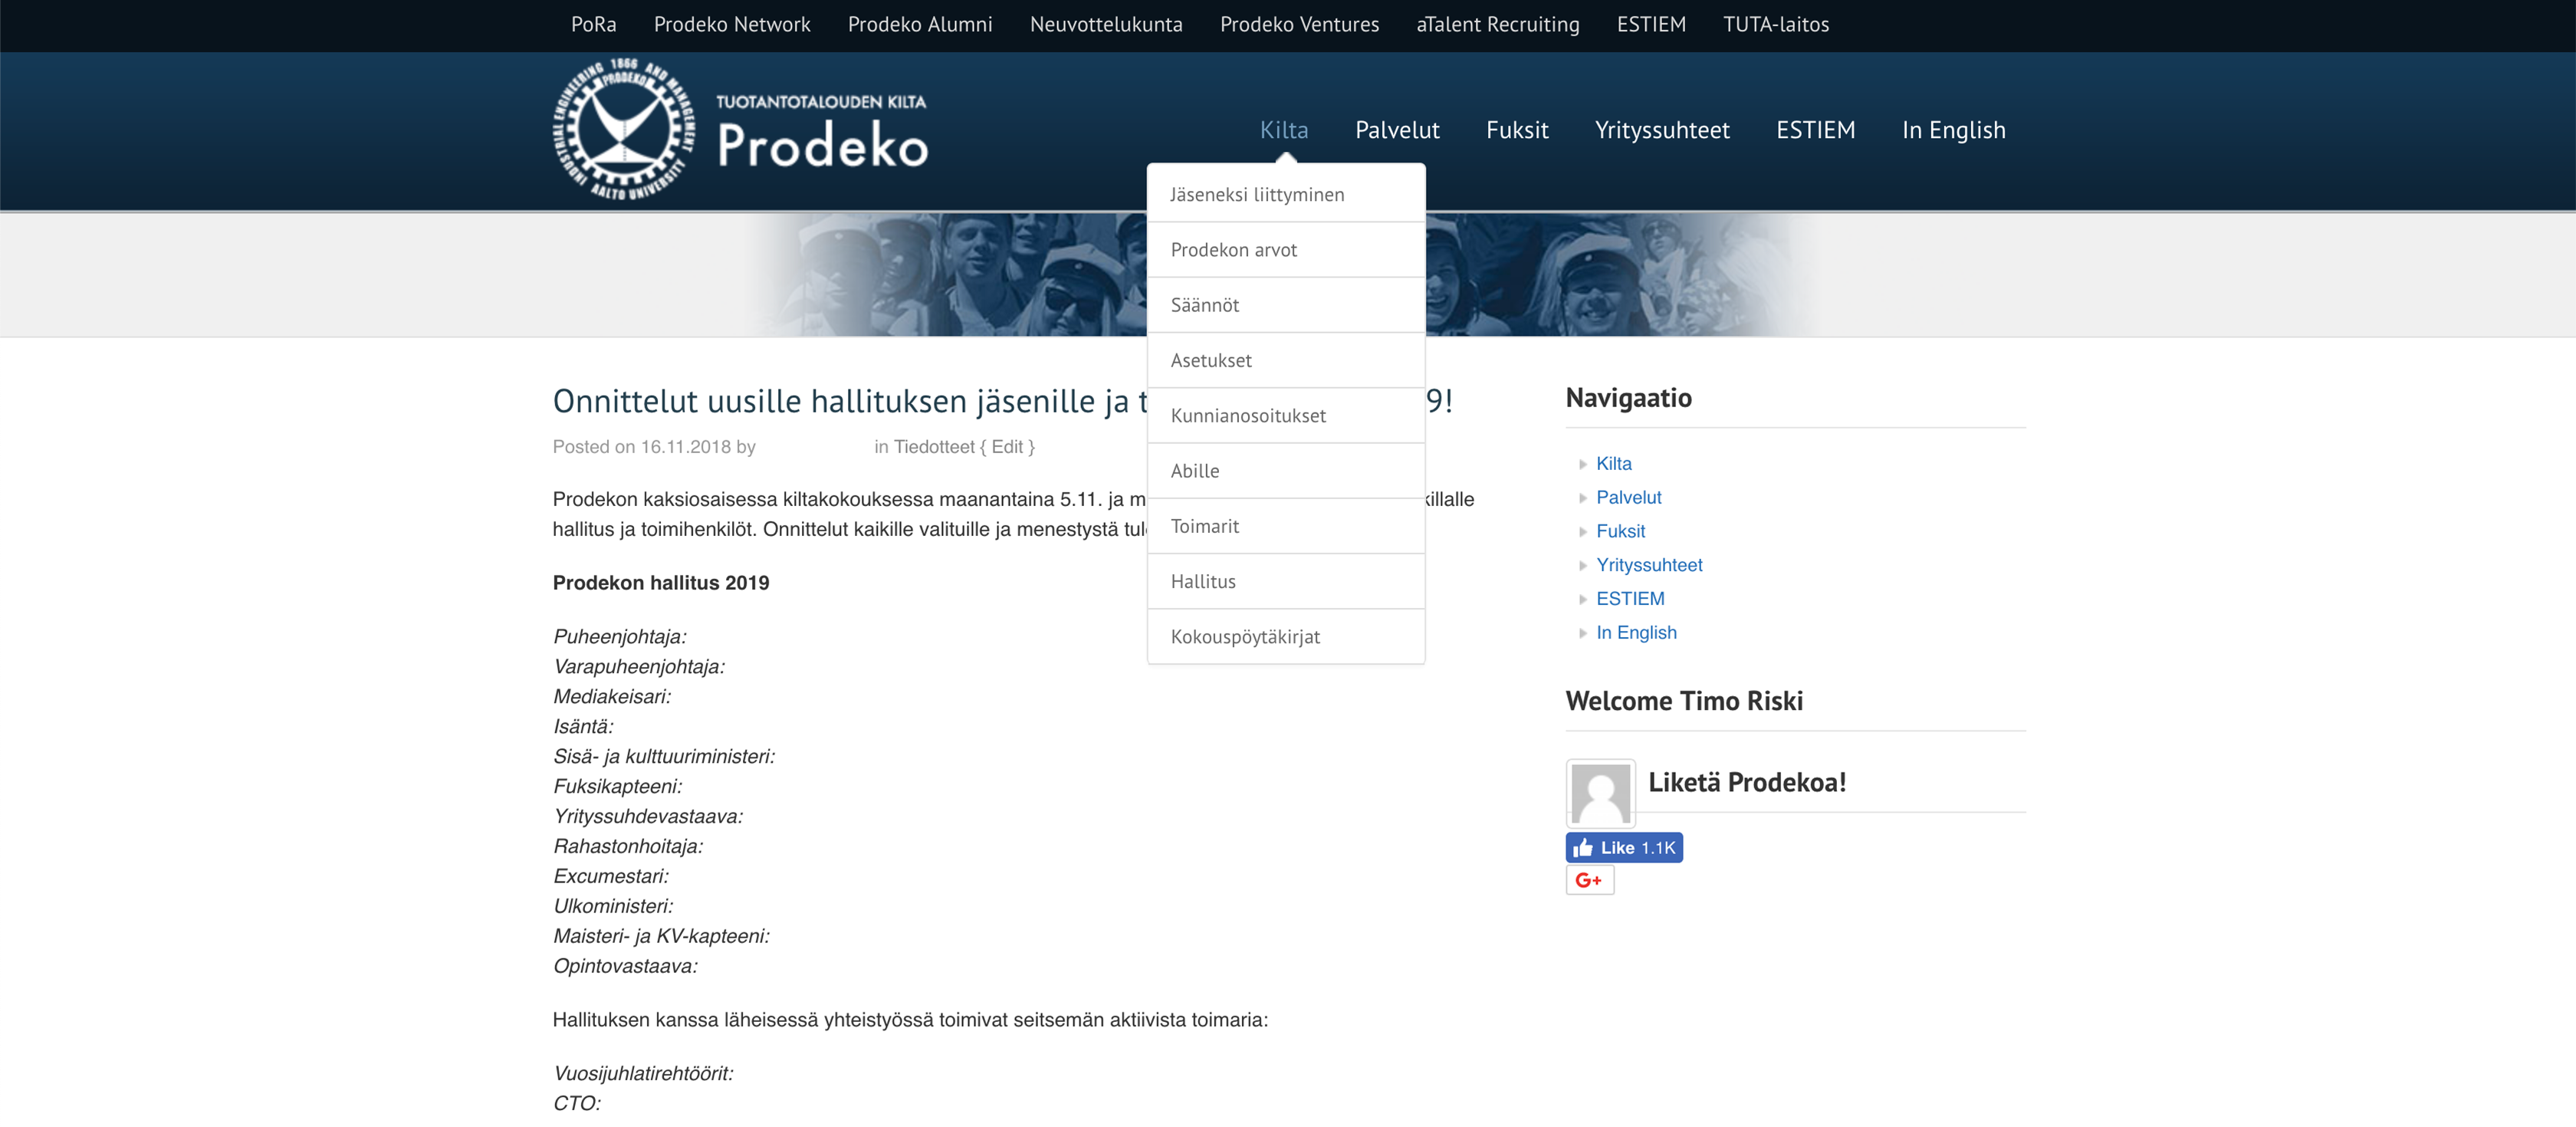 PoRa Prodeko Network Prodeko Alumni Neuvottelukunta Prodeko Ventures aTalent Recruiting ESTIEM TUTA-laitos
INDUSTRIAL ENGINEERING 1866 AND MANAGEMENT
PRODEKO
AALTO UNIVERSITY
TUOTANTOTALOUDEN KILTA
Prodeko
Kilta Palvelut Fuksit Yrityssuhteet ESTIEM In English
Jäseneksi liittyminen
Prodekon arvot
Säännöt
Asetukset
Kunnianosoitukset
Abille
Toimarit
Hallitus
Kokouspöytäkirjat
Onnittelut uusille hallituksen jäsenille ja t 9!
Posted on 16.11.2018 by in Tiedotteet { Edit }
Prodekon kaksiosaisessa kiltakokouksessa maanantaina 5.11. ja m killalle
hallitus ja toimihenkilöt. Onnittelut kaikille valituille ja menestystä tul
Prodekon hallitus 2019
Puheenjohtaja:
Varapuheenjohtaja:
Mediakeisari:
Isäntä:
Sisä- ja kulttuuriministeri:
Fuksikapteeni:
Yrityssuhdevastaava:
Rahastonhoitaja:
Excumestari:
Ulkoministeri:
Maisteri- ja KV-kapteeni:
Opintovastaava:
Hallituksen kanssa läheisessä yhteistyössä toimivat seitsemän aktiivista toimaria:
Vuosijuhlatirehtöörit:
CTO:
Navigaatio
Kilta
Palvelut
Fuksit
Yrityssuhteet
ESTIEM
In English
Welcome Timo Riski
Liketä Prodekoa!
Like 1.1K
G+